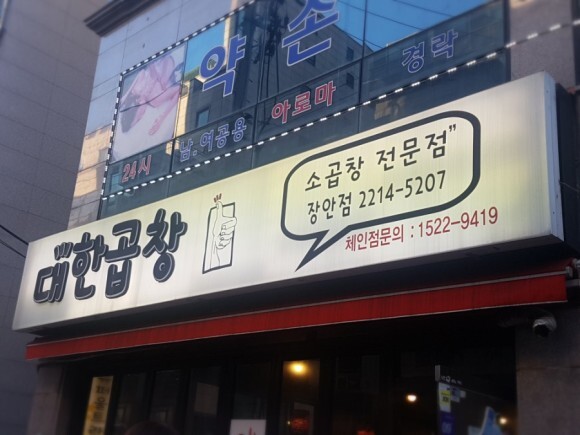 약손
24시 남.여공용 아로마 경락
대한곱창
소곱창 전문점"
장안점 2214-5207
체인점문의 : 1522-9419